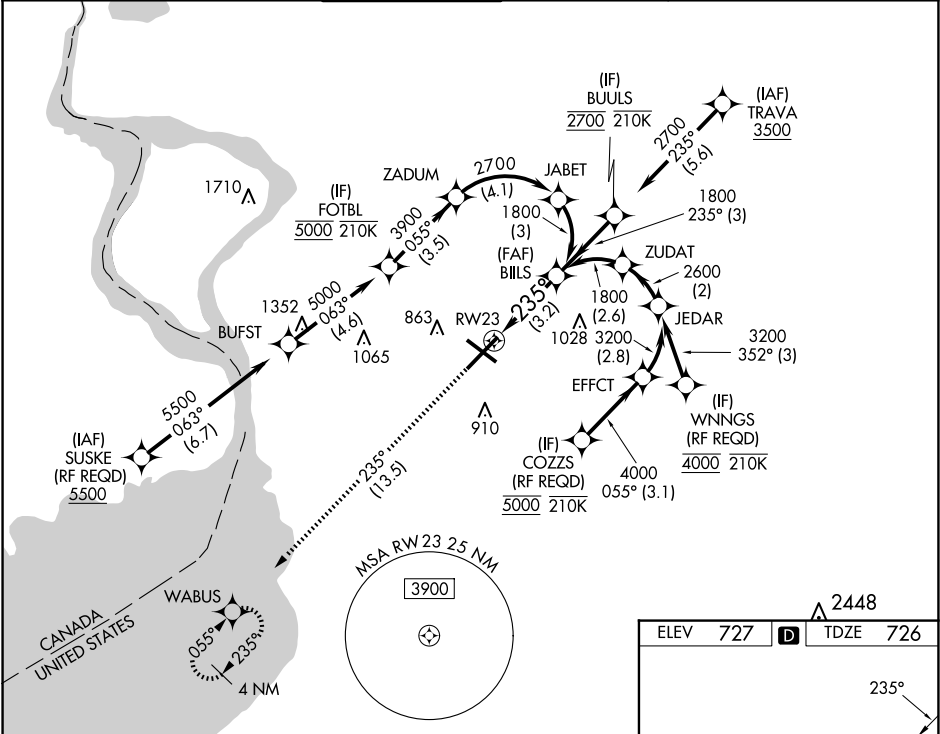 (IF)
BUULS
2700 210K
(IAF)
TRAVA
3500
2700
235°
(5.6)
1710
(IF)
FOTBL
5000 210K
ZADUM
2700
(4.1)
JABET
1800
(3)
1800
235° (3)
3900
055°
(3.5)
(FAF)
BIILS
ZUDAT
2600
(2)
1800
(2.6)
JEDAR
235°
(3.2)
1352
5000
063°
(4.6)
BUFST
1065
863
RW23
1028
3200
(2.8)
3200
352° (3)
EFFCT
(IF)
WNNGS
(RF REQD)
4000 210K
910
5500
063°
(6.7)
(IAF)
SUSKE
(RF REQD)
5500
(IF)
COZZS
(RF REQD)
5000 210K
4000
055° (3.1)
235°
(13.5)
MSA RW23 25 NM
3900
WABUS
055°
235°
4 NM
CANADA
UNITED STATES
2448
ELEV 727 D TDZE 726
235°